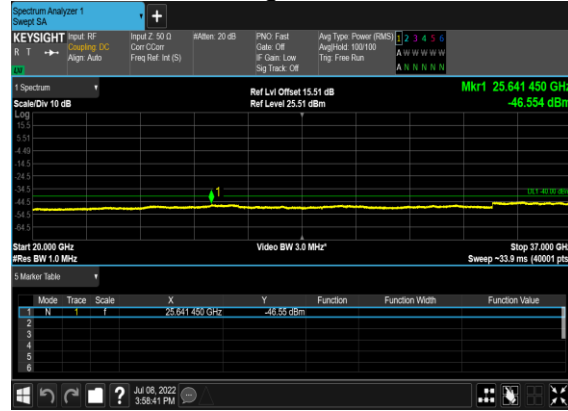 Spectrum Analyzer 1
Swept SA
KEYSIGHT Input: RF Input Z: 50 Ω #Atten: 20 dB PNO: Fast Avg Type: Power (RMS) 1 2 3 4 5 6
R T Coupling: DC Corr CCorr Gate: Off Avg|Hold: 100/100 A W W W W W
Align: Auto Freq Ref: Int (S) IF Gain: Low Trig: Free Run
LNI Sig Track: Off A N N N N N
1 Spectrum Ref Lvl Offset 15.51 dB Mkr1 25.641 450 GHz
Scale/Div 10 dB Ref Level 25.51 dBm -46.554 dBm
Log
15.5
5.51
-4.49
-14.5
-24.5
-34.5 1 DL1 -40.00 dBm
-44.5
-54.5
-64.5
Start 20.000 GHz Video BW 3.0 MHz* Stop 37.000 GHz
#Res BW 1.0 MHz Sweep ~33.9 ms (40001 pts)
5 Marker Table
Mode Trace Scale X Y Function Function Width Function Value
1 N 1 f 25.641 450 GHz -46.55 dBm
2
3
4
5
6
Jul 08, 2022
3:58:41 PM